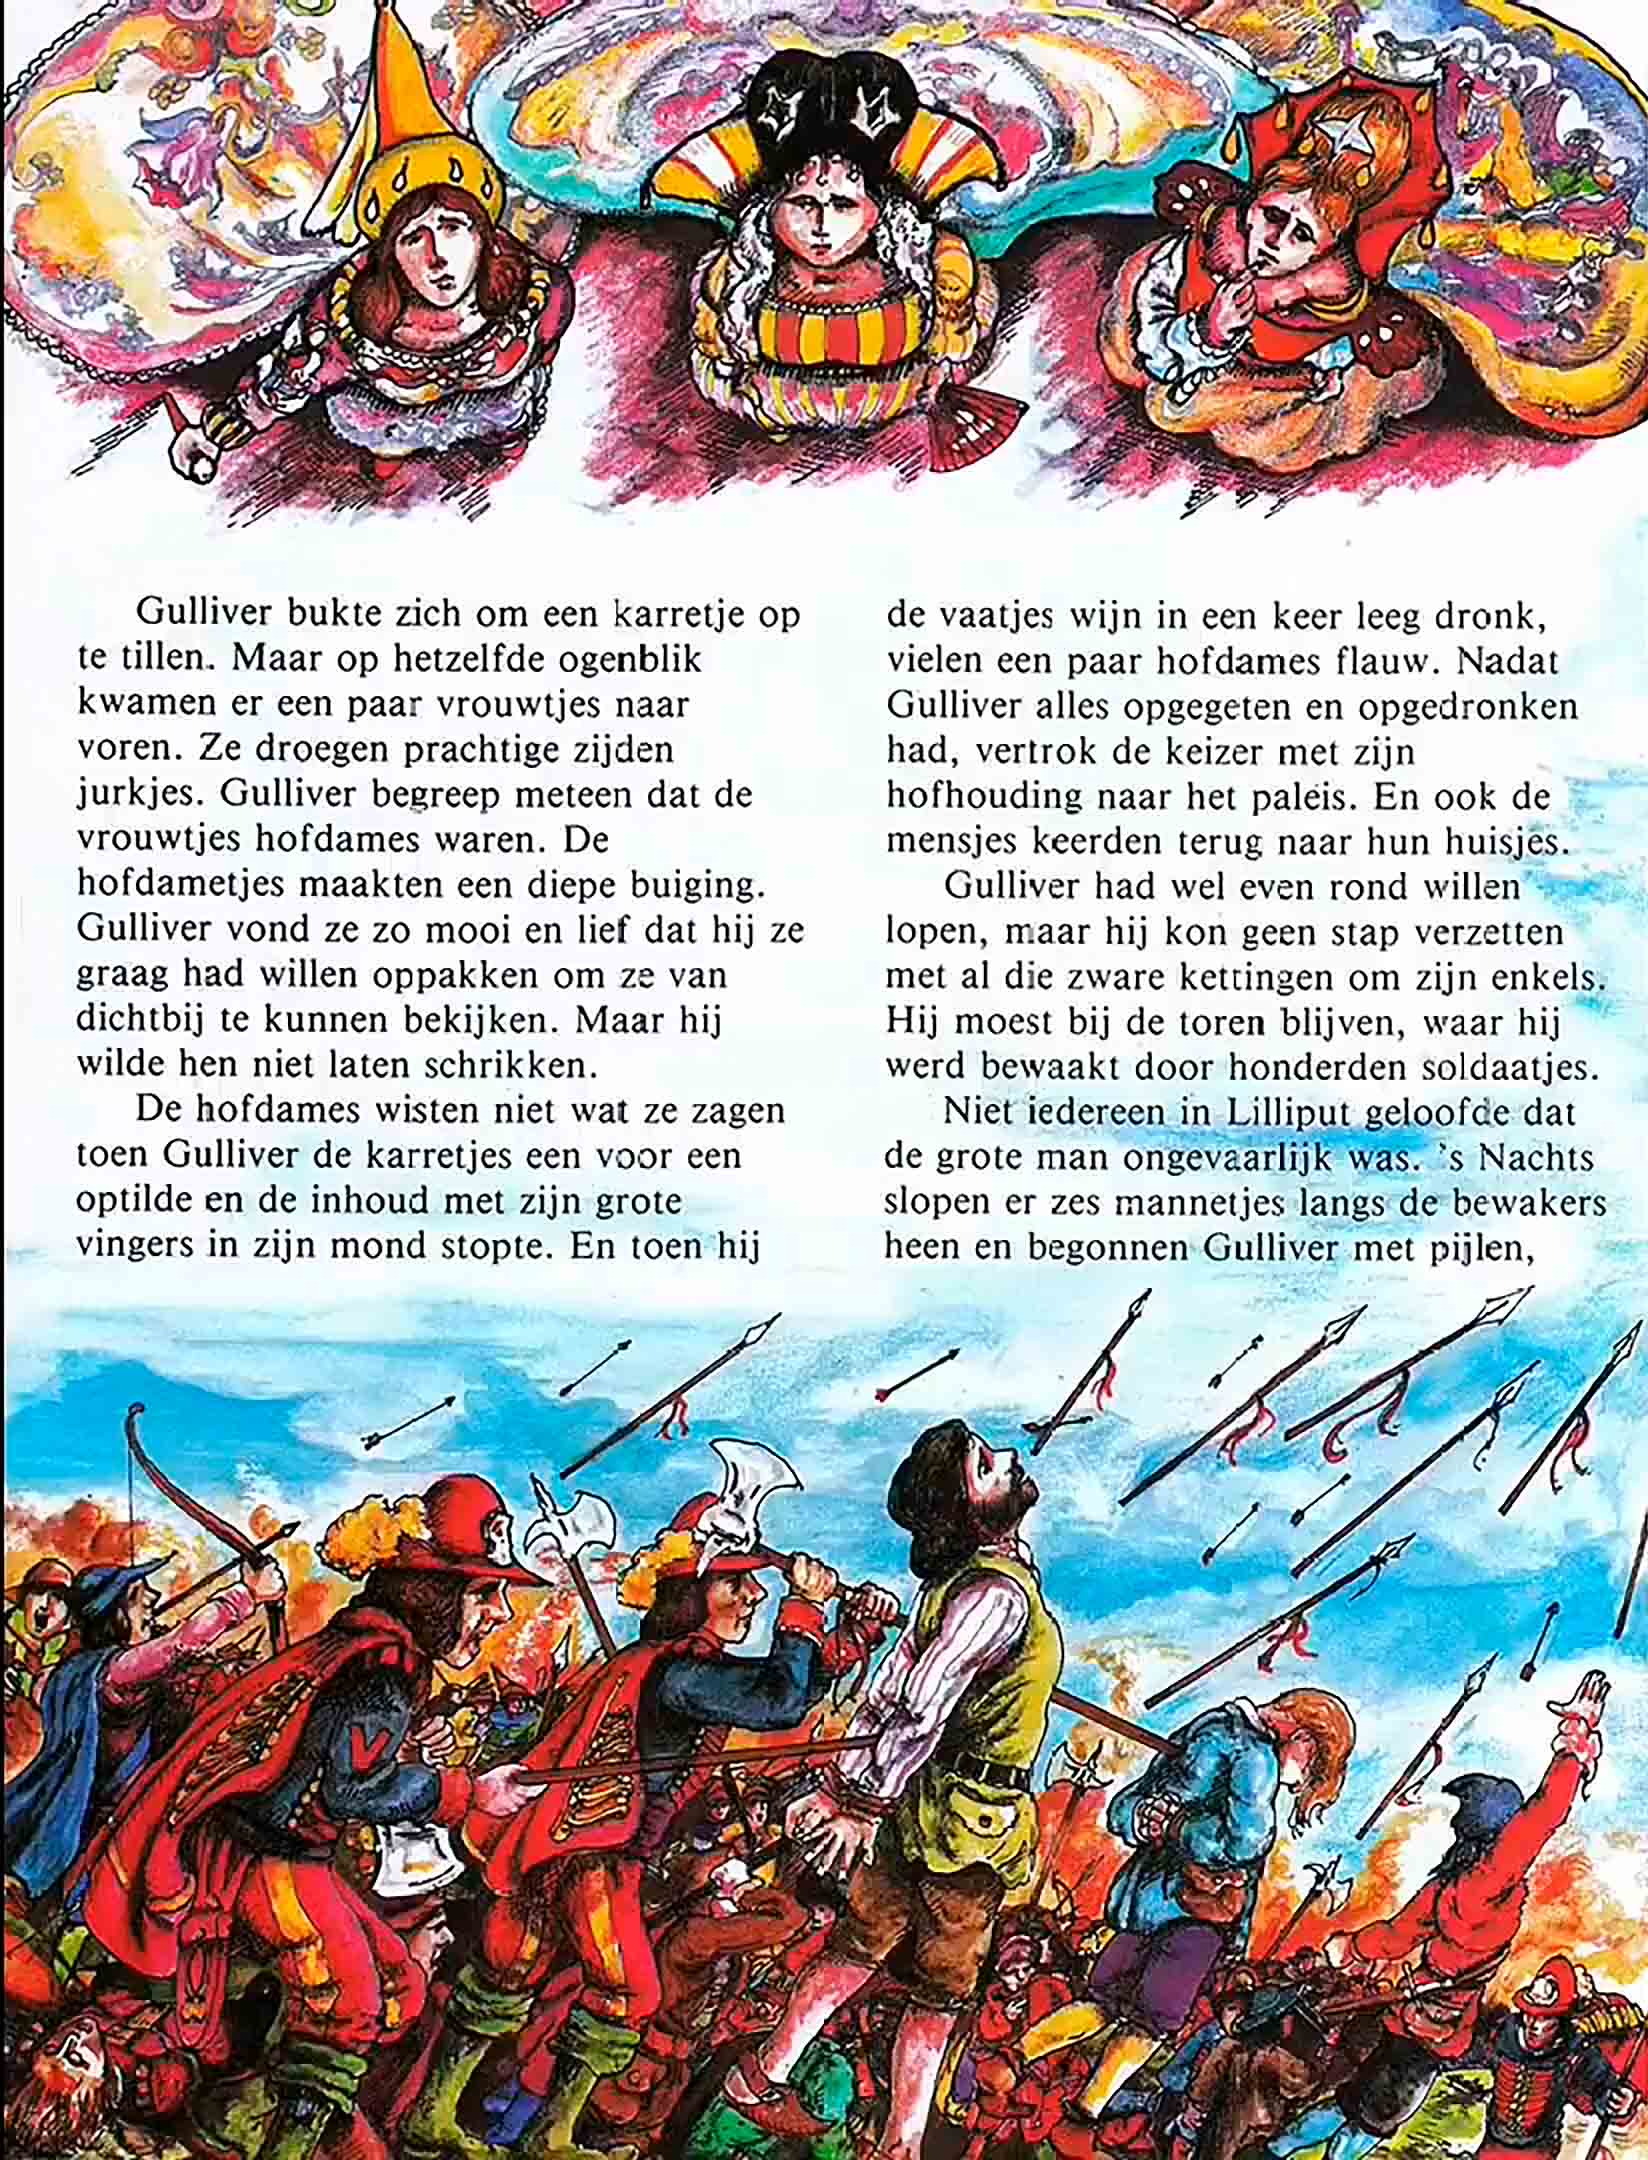 Gulliver bukte zich om een karretje op
te tillen. Maar op hetzelfde ogenblik
kwamen er een paar vrouwtjes naar
voren. Ze droegen prachtige zijden
jurkjes. Gulliver begreep meteen dat de
vrouwtjes hofdames waren. De
hofdametjes maakten een diepe buiging.
Gulliver vond ze zo mooi en lief dat hij ze
graag had willen oppakken om ze van
dichtbij te kunnen bekijken. Maar hij
wilde hen niet laten schrikken.
De hofdames wisten niet wat ze zagen
toen Gulliver de karretjes een voor een
optilde en de inhoud met zijn grote
vingers in zijn mond stopte. En toen hij
de vaatjes wijn in een keer leeg dronk,
vielen een paar hofdames flauw. Nadat
Gulliver alles opgegeten en opgedronken
had, vertrok de keizer met zijn
hofhouding naar het paleis. En ook de
mensjes keerden terug naar hun huisjes.
Gulliver had wel even rond willen
lopen, maar hij kon geen stap verzetten
met al die zware kettingen om zijn enkels.
Hij moest bij de toren blijven, waar hij
werd bewaakt door honderden soldaatjes.
Niet iedereen in Lilliput geloofde dat
de grote man ongevaarlijk was. 's Nachts
slopen er zes mannetjes langs de bewakers
heen en begonnen Gulliver met pijlen,
V